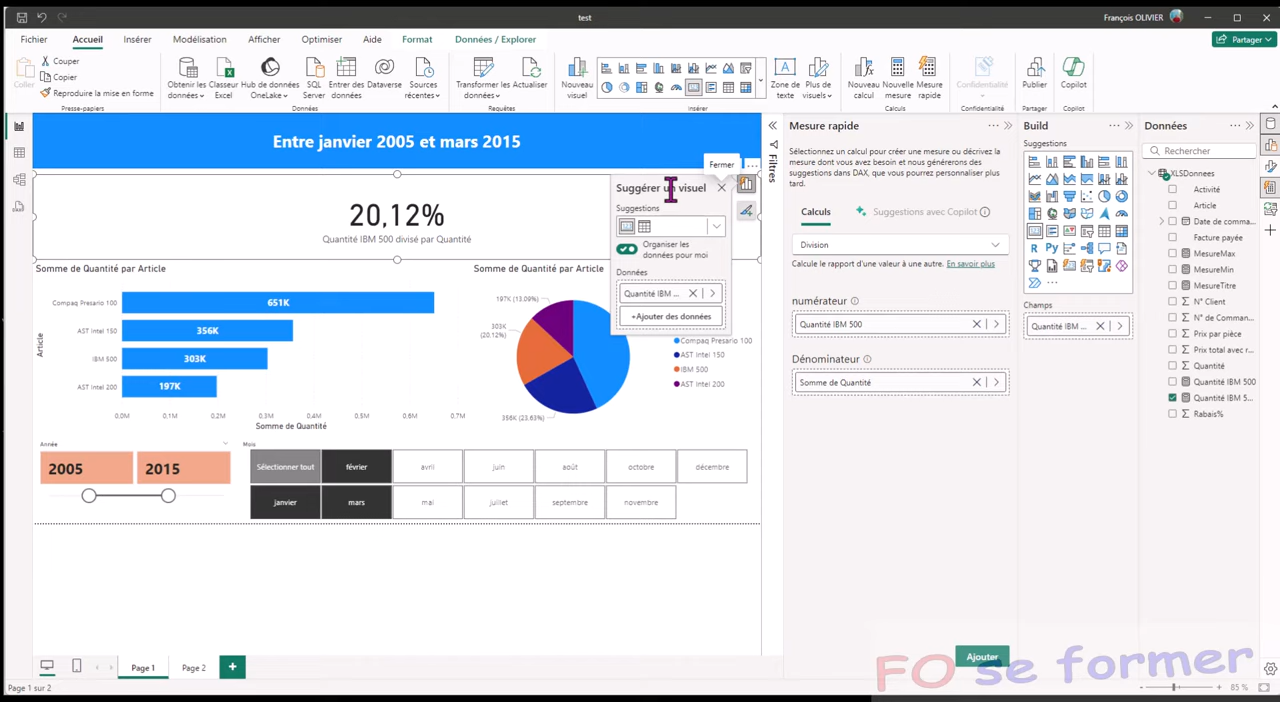 test
François OLIVIER
Fichier
Accueil
Insérer
Modélisation
Afficher
Optimiser
Aide
Format
Données / Explorer
Partager
Coller
Couper
Copier
Reproduire la mise en forme
Presse-papiers
Obtenir les
données
Classeur
Excel
Hub de données
OneLake
SQL
Server
Entrer des
données
Dataverse
Sources
récentes
Données
Transformer les
données
Actualiser
Requêtes
Nouveau
visuel
Zone de
texte
Plus de
visuels
Insérer
Nouveau
calcul
Nouvelle
mesure
Mesure
rapide
Calculs
Confidentialité
Confidentialité
Publier
Partager
Copilot
Copilot
Entre janvier 2005 et mars 2015
Fermer
20,12%
Quantité IBM 500 divisé par Quantité
Suggérer un visuel
Suggestions
Organiser les
données pour moi
Données
Quantité IBM ...
+Ajouter des données
Somme de Quantité par Article
Article
Compaq Presario 100
651K
AST Intel 150
356K
IBM 500
303K
AST Intel 200
197K
0,0M
0,1M
0,2M
0,3M
0,4M
0,5M
0,6M
0,7M
Somme de Quantité
Somme de Quantité par Article
197K (13.09%)
303K
(20,12%)
356K (23.63%)
Compaq Presario 100
AST Intel 150
IBM 500
AST Intel 200
Année
2005
2015
Mois
Sélectionner tout
février
avril
juin
août
octobre
décembre
janvier
mars
mai
juillet
septembre
novembre
Filtres
Mesure rapide
Sélectionnez un calcul pour créer une mesure ou décrivez la
mesure dont vous avez besoin et nous générerons des
suggestions dans DAX, que vous pourrez personnaliser plus
tard.
Calculs
Suggestions avec Copilot
Division
Calcule le rapport d'une valeur à une autre. En savoir plus
numérateur
Quantité IBM 500
Dénominateur
Somme de Quantité
Ajouter
Build
Suggestions
Champs
Quantité IBM ...
Données
Rechercher
XLSDonnees
Activité
Article
Date de comma...
Facture payée
MesureMax
MesureMin
MesureTitre
N° Client
N° de Comman...
Prix par pièce
Prix total avec r...
Quantité
Quantité IBM 500
Quantité IBM 5...
Rabais%
Page 1
Page 2
Page 1 sur 2
85 %
FO se former